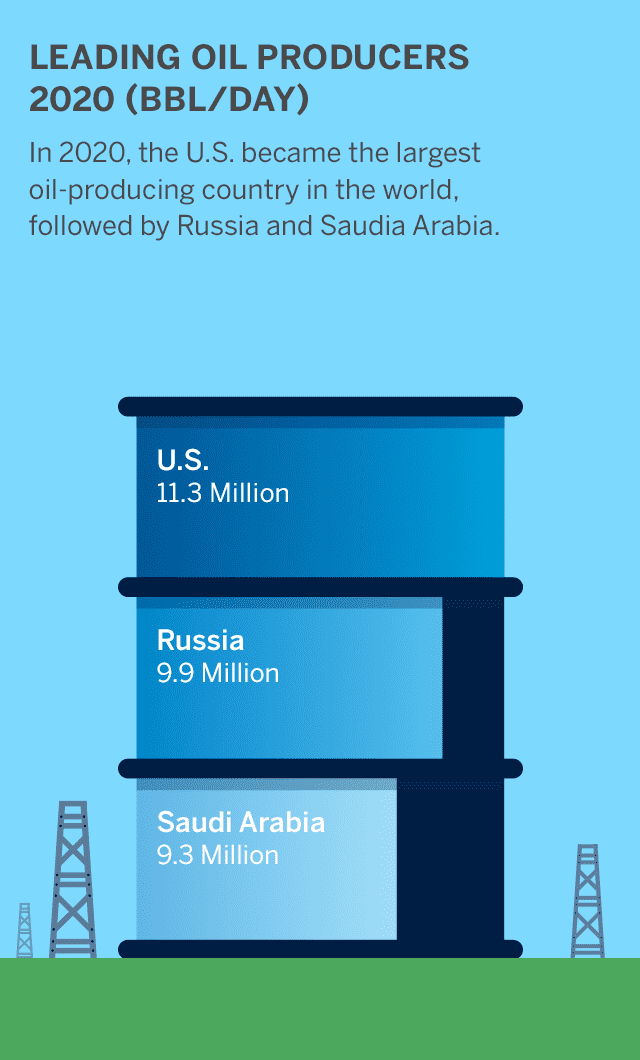 LEADING OIL PRODUCERS
2020 (BBL/DAY)
In 2020, the U.S. became the largest
oil-producing country in the world,
followed by Russia and Saudia Arabia.
U.S.
11.3 Million
Russia
9.9 Million
Saudi Arabia
9.3 Million